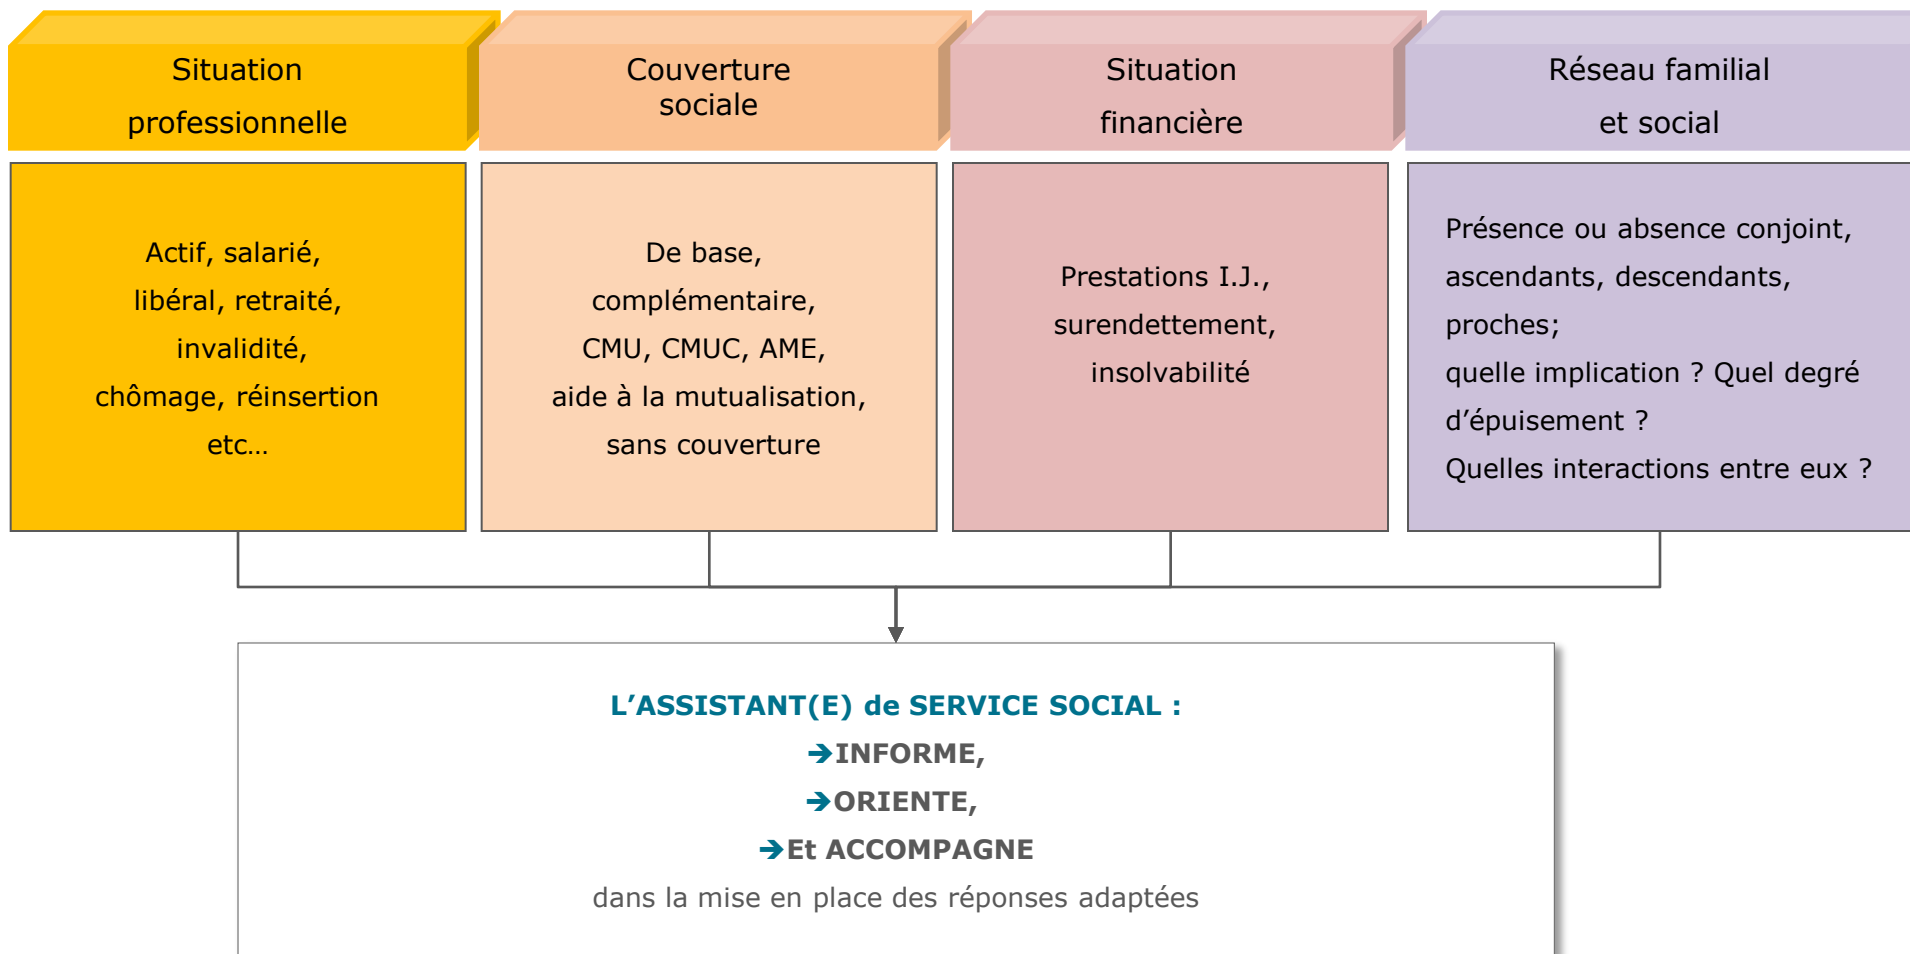 Situation
professionnelle
Couverture
sociale
Situation
financière
Réseau familial
et social
Actif, salarié,
libéral, retraité,
invalidité,
chômage, réinsertion
etc…
De base,
complémentaire,
CMU, CMUC, AME,
aide à la mutualisation,
sans couverture
Prestations I.J.,
surendettement,
insolvabilité
Présence ou absence conjoint,
ascendants, descendants,
proches;
quelle implication ? Quel degré
d’épuisement ?
Quelles interactions entre eux ?
L’ASSISTANT(E) de SERVICE SOCIAL :
➔INFORME,
➔ORIENTE,
➔Et ACCOMPAGNE
dans la mise en place des réponses adaptées